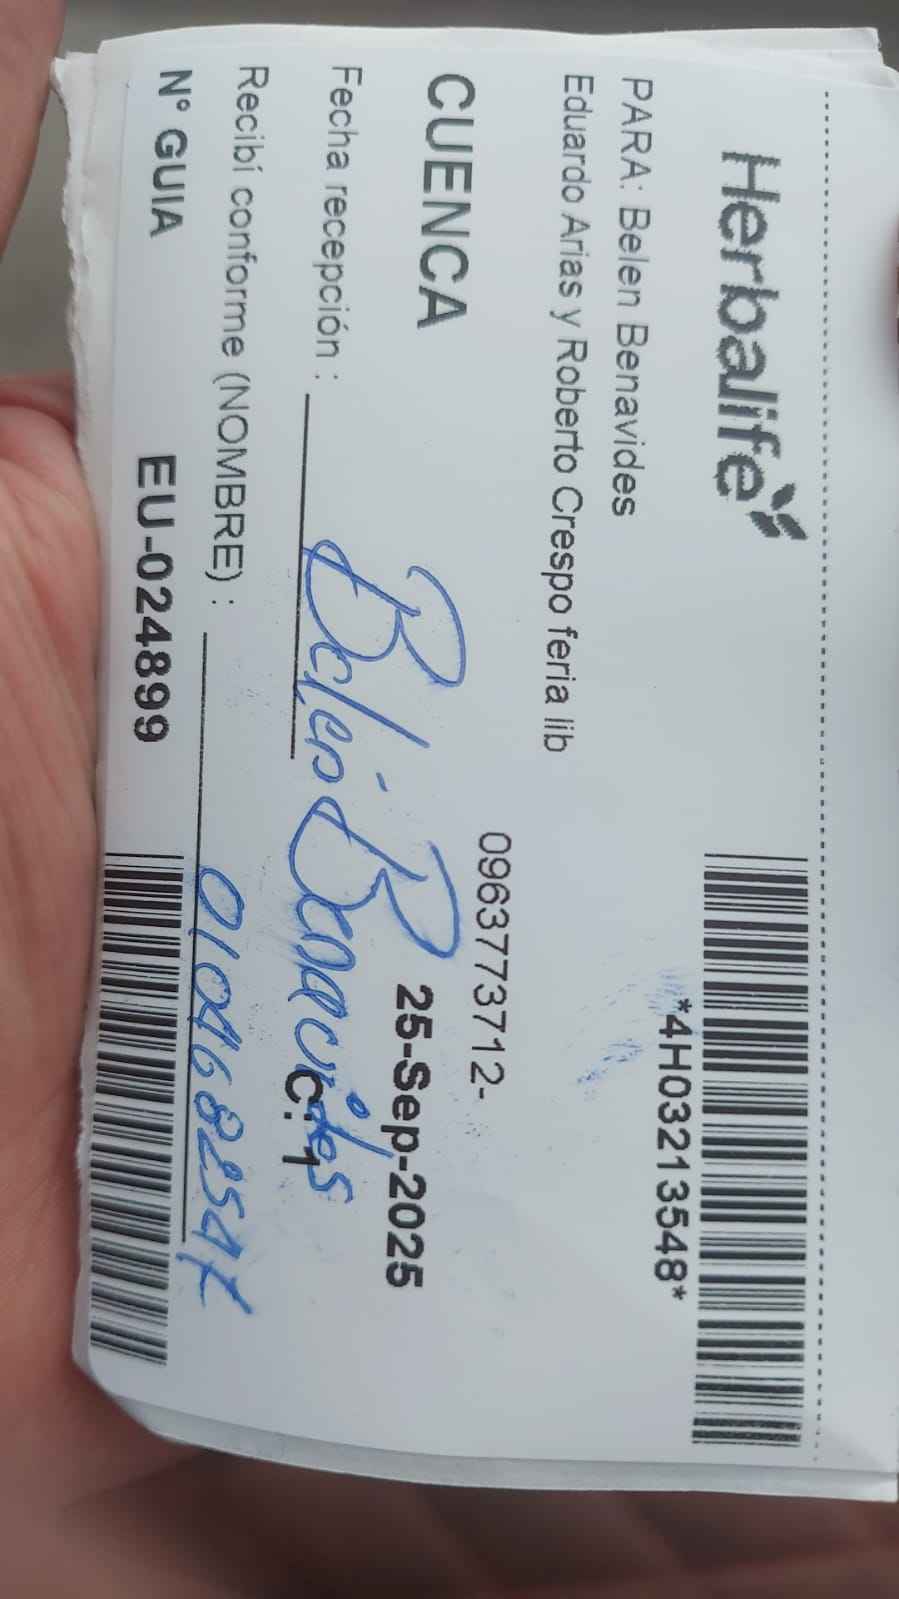 Herbalife
*4H03213548*
PARA: Belen Benavides
Eduardo Arias y Roberto Crespo feria lib
0963773712-
CUENCA
25-Sep-2025
Fecha recepción :
Belén Benavides
C: 1
Recibí conforme (NOMBRE) :
0104682547
N° GUIA EU-024899